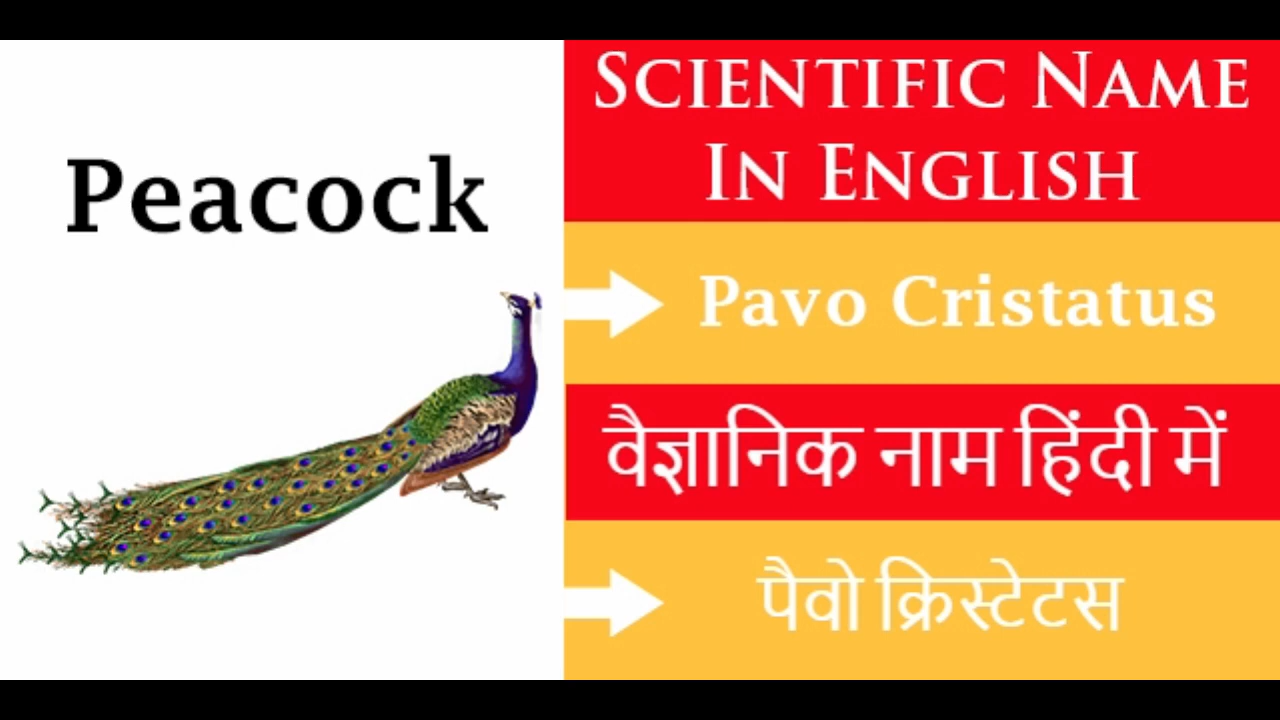 Peacock
SCIENTIFIC NAME
IN ENGLISH
Pavo Cristatus
वैज्ञानिक नाम हिंदी में
पैवो क्रिस्टेटस